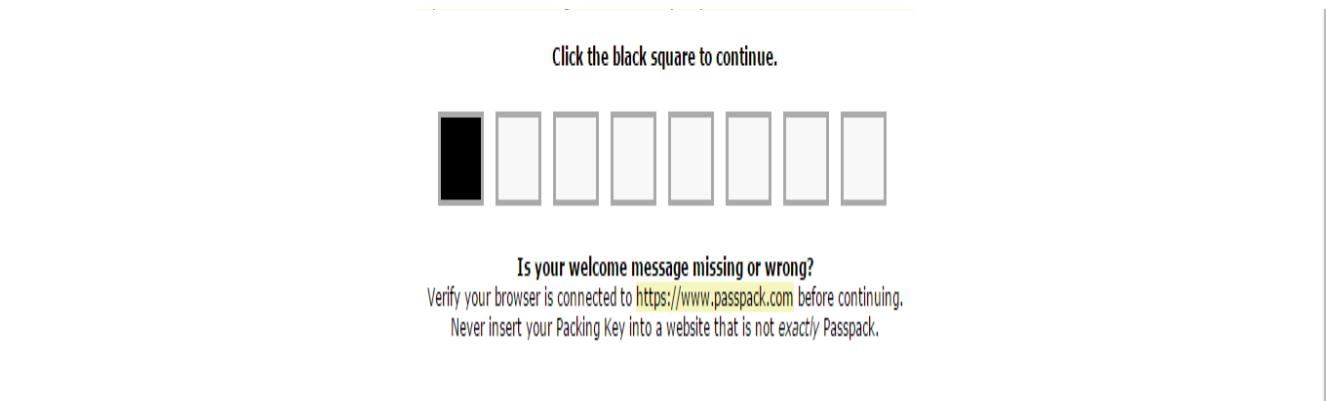 Click the black square to continue.
Is your welcome message missing or wrong?
Verify your browser is connected to https://www.passpack.com before continuing.
Never insert your Packing Key into a website that is not exactly Passpack.